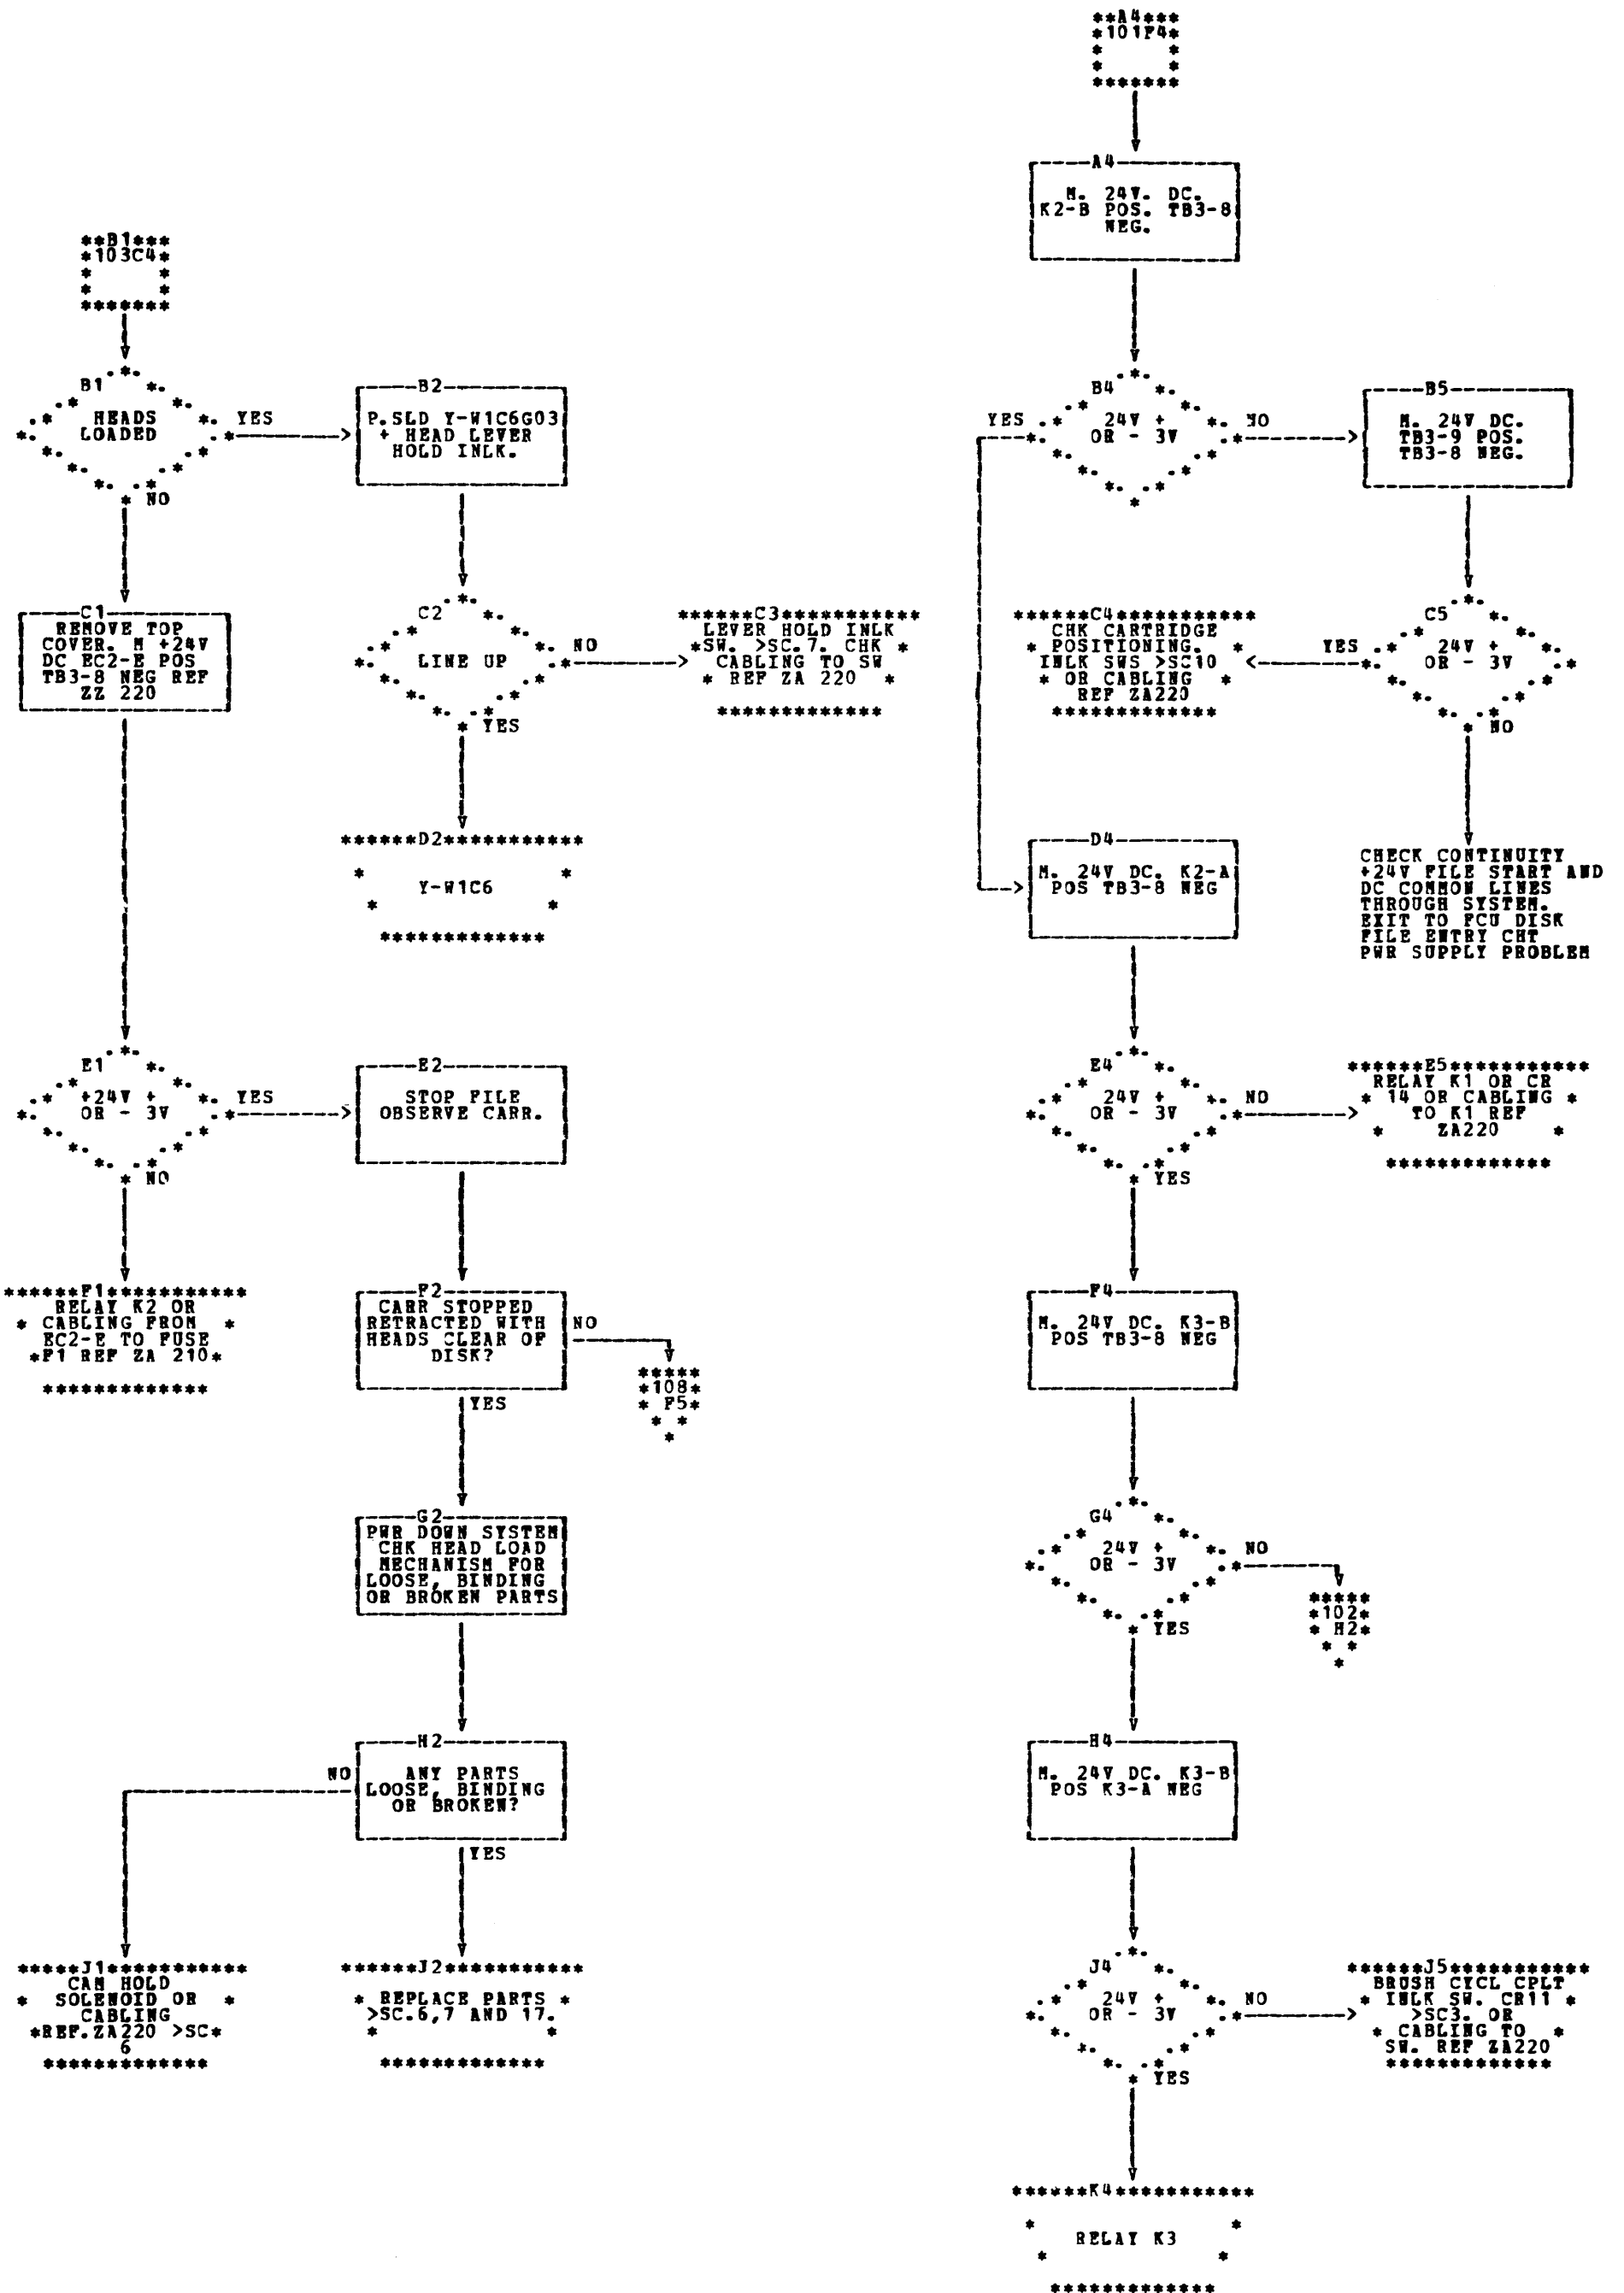 **B1***
*103C4*
*     *
*     *
*******
B1
HEADS
LOADED
YES
NO
-----B2-----
P.SLD Y-W1C6G03
+ HEAD LEVER
HOLD INLK.
-----C1-----
REMOVE TOP
COVER. M +24V
DC EC2-E POS
TB3-8 NEG REF
ZZ 220
C2
LINE UP
NO
YES
******C3***********
LEVER HOLD INLK
*SW. >SC.7. CHK *
CABLING TO SW
* REF ZA 220 *
*************
******D2***********
* *
Y-W1C6
* *
*************
E1
+24V +
OR - 3V
YES
NO
-----E2-----
STOP FILE
OBSERVE CARR.
******F1***********
RELAY K2 OR
* CABLING FROM *
EC2-E TO FUSE
*F1 REF ZA 210*
*************
-----F2-----
CARR STOPPED
RETRACTED WITH
HEADS CLEAR OF
DISK?
NO
YES
*****
*108*
* F5*
* *
*
-----G2-----
PWR DOWN SYSTEM
CHK HEAD LOAD
MECHANISM FOR
LOOSE, BINDING
OR BROKEN PARTS
-----H2-----
ANY PARTS
LOOSE, BINDING
OR BROKEN?
NO
YES
*****J1***********
CAM HOLD
* SOLENOID OR *
CABLING
*REF.ZA220 >SC*
6
*************
******J2***********
* REPLACE PARTS *
>SC.6,7 AND 17.
* *
*************
**A4***
*101F4*
*     *
*     *
*******
-----A4-----
M. 24V. DC.
K2-B POS. TB3-8
NEG.
B4
24V +
OR - 3V
YES
NO
-----B5-----
M. 24V DC.
TB3-9 POS.
TB3-8 NEG.
******C4***********
CHK CARTRIDGE
* POSITIONING. *
INLK SWS >SC10
* OR CABLING *
REF ZA220
*************
C5
24V +
OR - 3V
YES
NO
CHECK CONTINUITY
+24V FILE START AND
DC COMMON LINES
THROUGH SYSTEM.
EXIT TO FCU DISK
FILE ENTRY CHT
PWR SUPPLY PROBLEM
-----D4-----
M. 24V DC. K2-A
POS TB3-8 NEG
E4
24V +
OR - 3V
NO
YES
******E5***********
RELAY K1 OR CR
* 14 OR CABLING *
TO K1 REF
* ZA220 *
*************
-----F4-----
M. 24V DC. K3-B
POS TB3-8 NEG
G4
24V +
OR - 3V
NO
YES
*****
*102*
* H2*
* *
*
-----H4-----
M. 24V DC. K3-B
POS K3-A NEG
J4
24V +
OR - 3V
NO
YES
******J5***********
BRUSH CYCL CPLT
* INLK SW. CR11 *
>SC3. OR
* CABLING TO *
SW. REF ZA220
*************
******K4***********
* *
RELAY K3
* *
*************